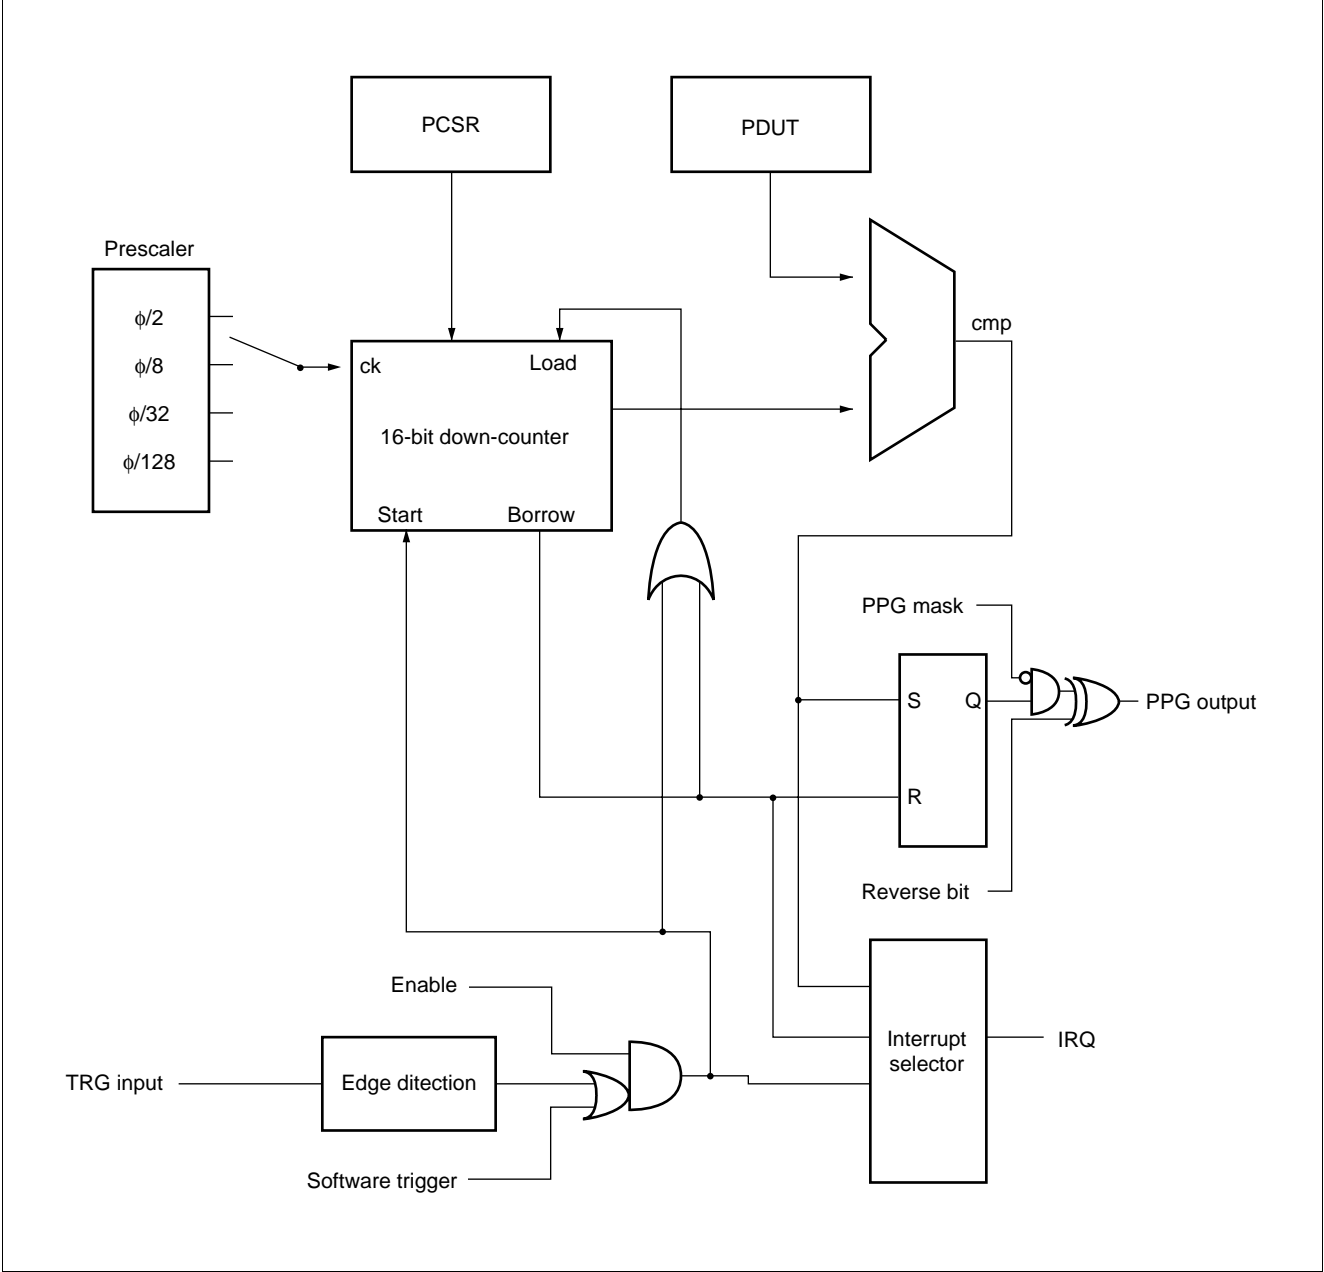 PCSR
PDUT
Prescaler
ϕ/2
ϕ/8
ϕ/32
ϕ/128
ck
Load
16-bit down-counter
Start
Borrow
cmp
PPG mask
S
Q
R
PPG output
Reverse bit
Enable
TRG input
Edge ditection
Software trigger
Interrupt
selector
IRQ